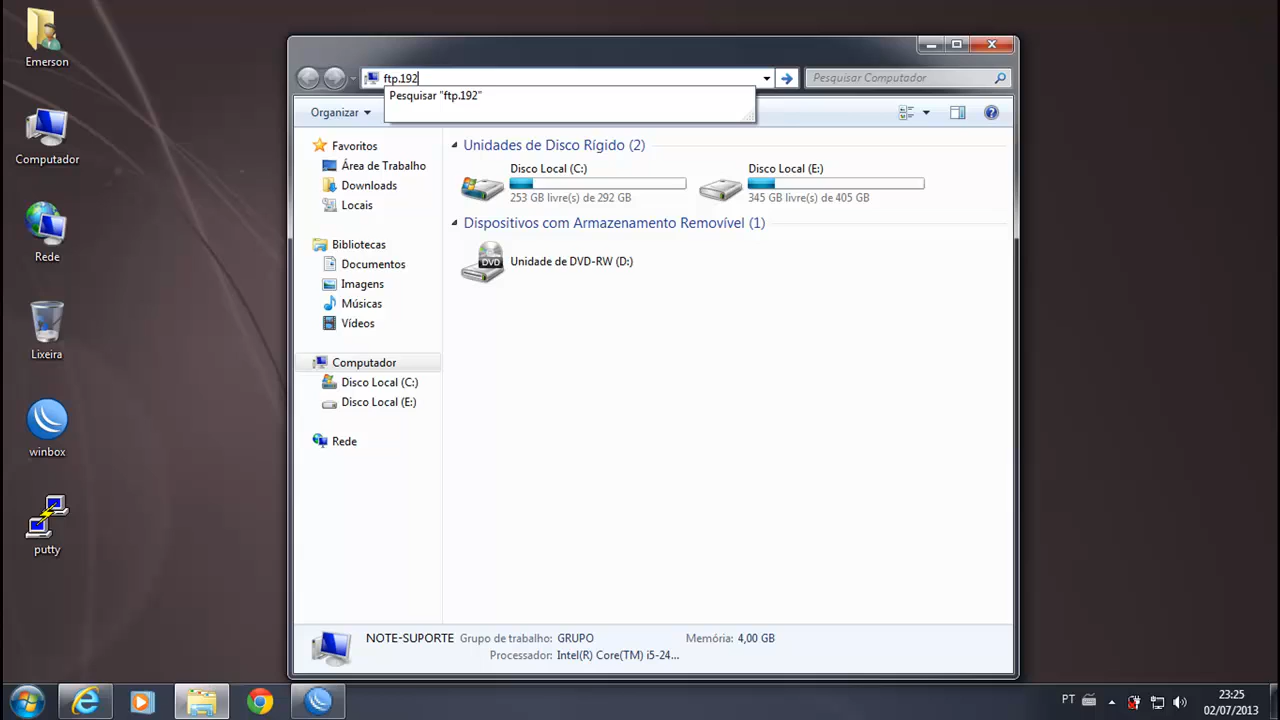 Emerson
Computador
Rede
Lixeira
winbox
putty
ftp.192
Pesquisar Computador
Pesquisar "ftp.192"
Organizar
Favoritos
Área de Trabalho
Downloads
Locais
Bibliotecas
Documentos
Imagens
Músicas
Vídeos
Computador
Disco Local (C:)
Disco Local (E:)
Rede
Unidades de Disco Rígido (2)
Disco Local (C:)
253 GB livre(s) de 292 GB
Disco Local (E:)
345 GB livre(s) de 405 GB
Dispositivos com Armazenamento Removível (1)
DVD
Unidade de DVD-RW (D:)
NOTE-SUPORTE Grupo de trabalho: GRUPO Memória: 4,00 GB
Processador: Intel(R) Core(TM) i5-24...
PT
23:25
02/07/2013